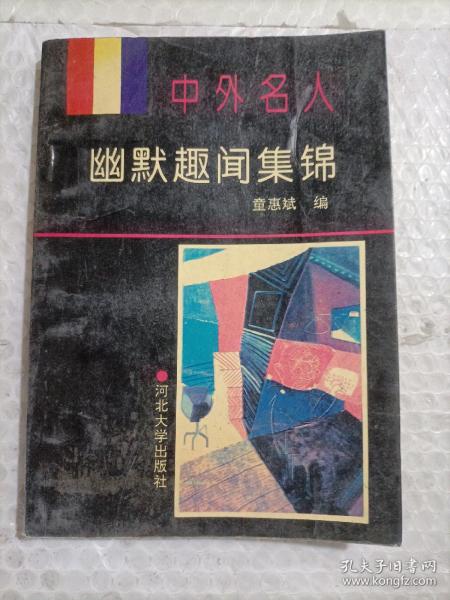 中外名人
幽默趣闻集锦
童惠斌 编
河北大学出版社
孔夫子旧书网
www.kongfz.com